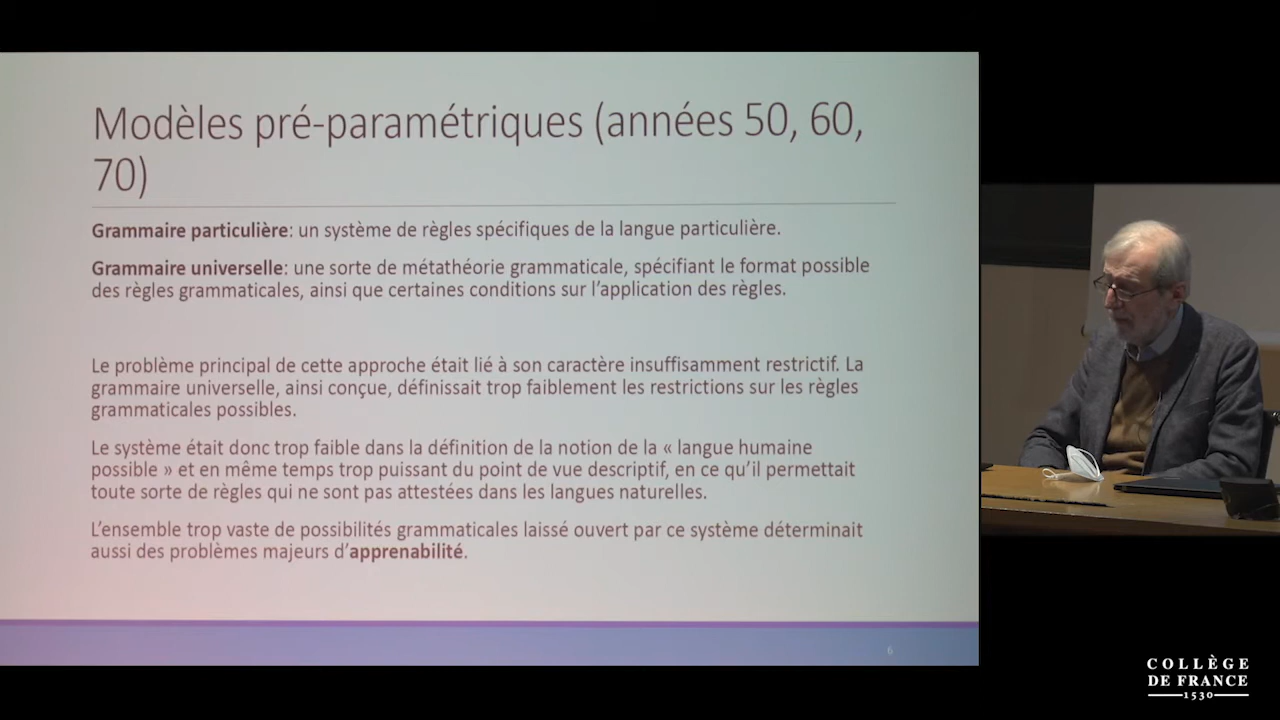 Modèles pré-paramétriques (années 50, 60,
70)
Grammaire particulière: un système de règles spécifiques de la langue particulière.
Grammaire universelle: une sorte de métathéorie grammaticale, spécifiant le format possible
des règles grammaticales, ainsi que certaines conditions sur l'application des règles.
Le problème principal de cette approche était lié à son caractère insuffisamment restrictif. La
grammaire universelle, ainsi conçue, définissait trop faiblement les restrictions sur les règles
grammaticales possibles.
Le système était donc trop faible dans la définition de la notion de la « langue humaine
possible » et en même temps trop puissant du point de vue descriptif, en ce qu'il permettait
toute sorte de règles qui ne sont pas attestées dans les langues naturelles.
L'ensemble trop vaste de possibilités grammaticales laissé ouvert par ce système déterminait
aussi des problèmes majeurs d'apprenabilité.
6
COLLÈGE
DE FRANCE
1530